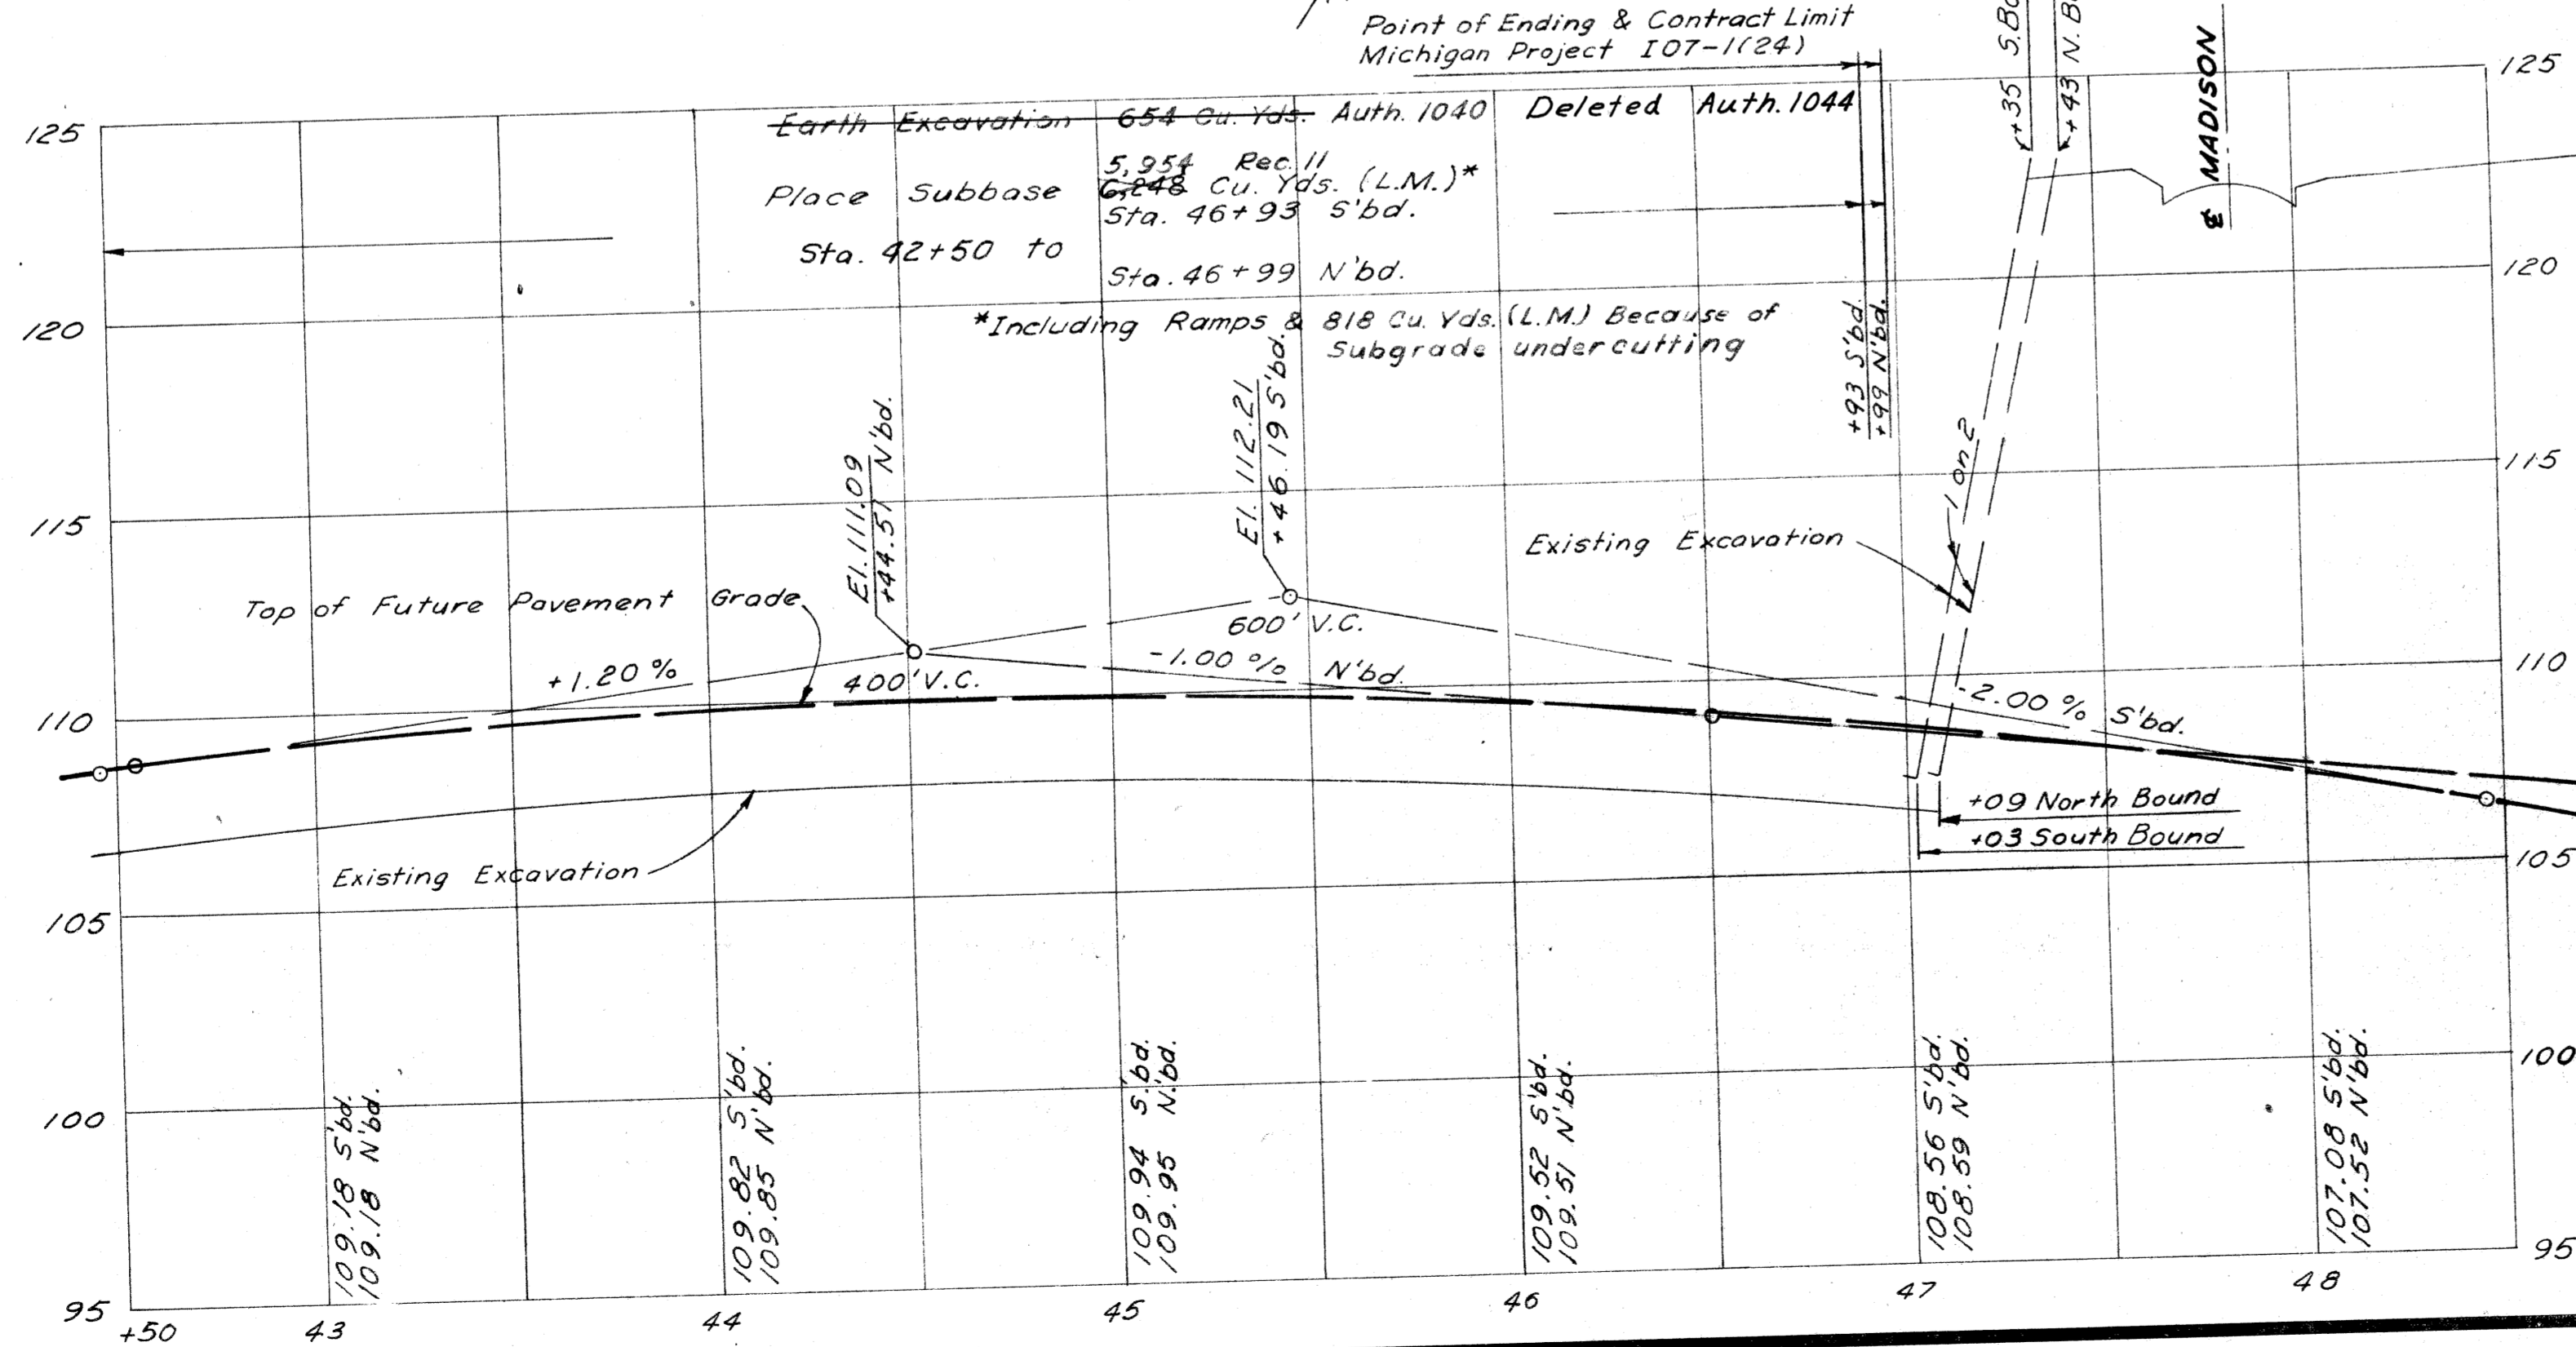 Point of Ending & Contract Limit
Michigan Project I07-1(24)
+35 S.
+43 N.
℄ MADISON
125
125
Earth Excavation 654 Cu. Yds. Auth. 1040 Deleted Auth. 1044
5,954 Rec. 11
Place Subbase 6,248 Cu. Yds. (L.M.)*
Sta. 46+93 S'bd.
Sta. 42+50 to
Sta. 46+99 N'bd.
*Including Ramps & 818 Cu. Yds. (L.M.) Because of
Subgrade undercutting
120
120
+93 S'bd.
+99 N'bd.
El. 111.09
+44.51 N'bd.
El. 112.21
+46.19 S'bd.
1 on 2
115
115
Existing Excavation
Top of Future Pavement Grade
600' V.C.
+1.20 %
400' V.C.
-1.00 % N'bd.
-2.00 % S'bd.
110
110
+09 North Bound
+03 South Bound
Existing Excavation
105
105
100
100
109.18 S'bd.
109.18 N'bd.
109.82 S'bd.
109.85 N'bd.
109.94 S.'bd.
109.95 N.'bd.
109.52 S'bd.
109.51 N'bd.
108.56 S'bd.
108.59 N'bd.
107.08 S'bd.
107.52 N'bd.
95
95
+50 43 44 45 46 47 48